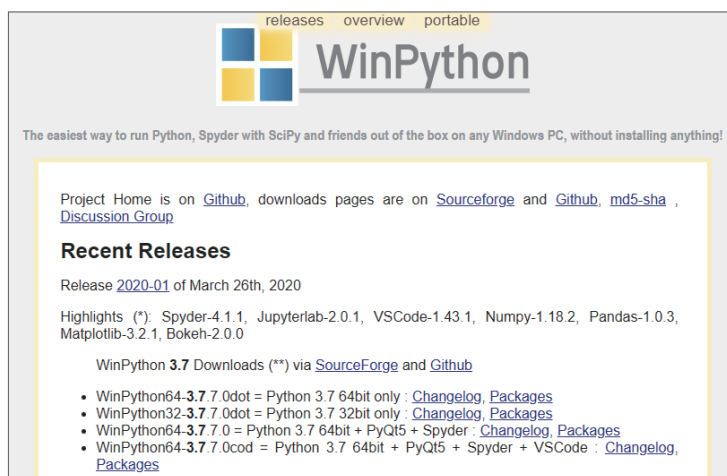 releases overview portable
WinPython
The easiest way to run Python, Spyder with SciPy and friends out of the box on any Windows PC, without installing anything!
Project Home is on Github, downloads pages are on Sourceforge and Github, md5-sha ,
Discussion Group
Recent Releases
Release 2020-01 of March 26th, 2020
Highlights (*): Spyder-4.1.1, Jupyterlab-2.0.1, VSCode-1.43.1, Numpy-1.18.2, Pandas-1.0.3,
Matplotlib-3.2.1, Bokeh-2.0.0
WinPython 3.7 Downloads (**) via SourceForge and Github
• WinPython64-3.7.7.0dot = Python 3.7 64bit only : Changelog, Packages
• WinPython32-3.7.7.0dot = Python 3.7 32bit only : Changelog, Packages
• WinPython64-3.7.7.0 = Python 3.7 64bit + PyQt5 + Spyder : Changelog, Packages
• WinPython64-3.7.7.0cod = Python 3.7 64bit + PyQt5 + Spyder + VSCode : Changelog,
Packages